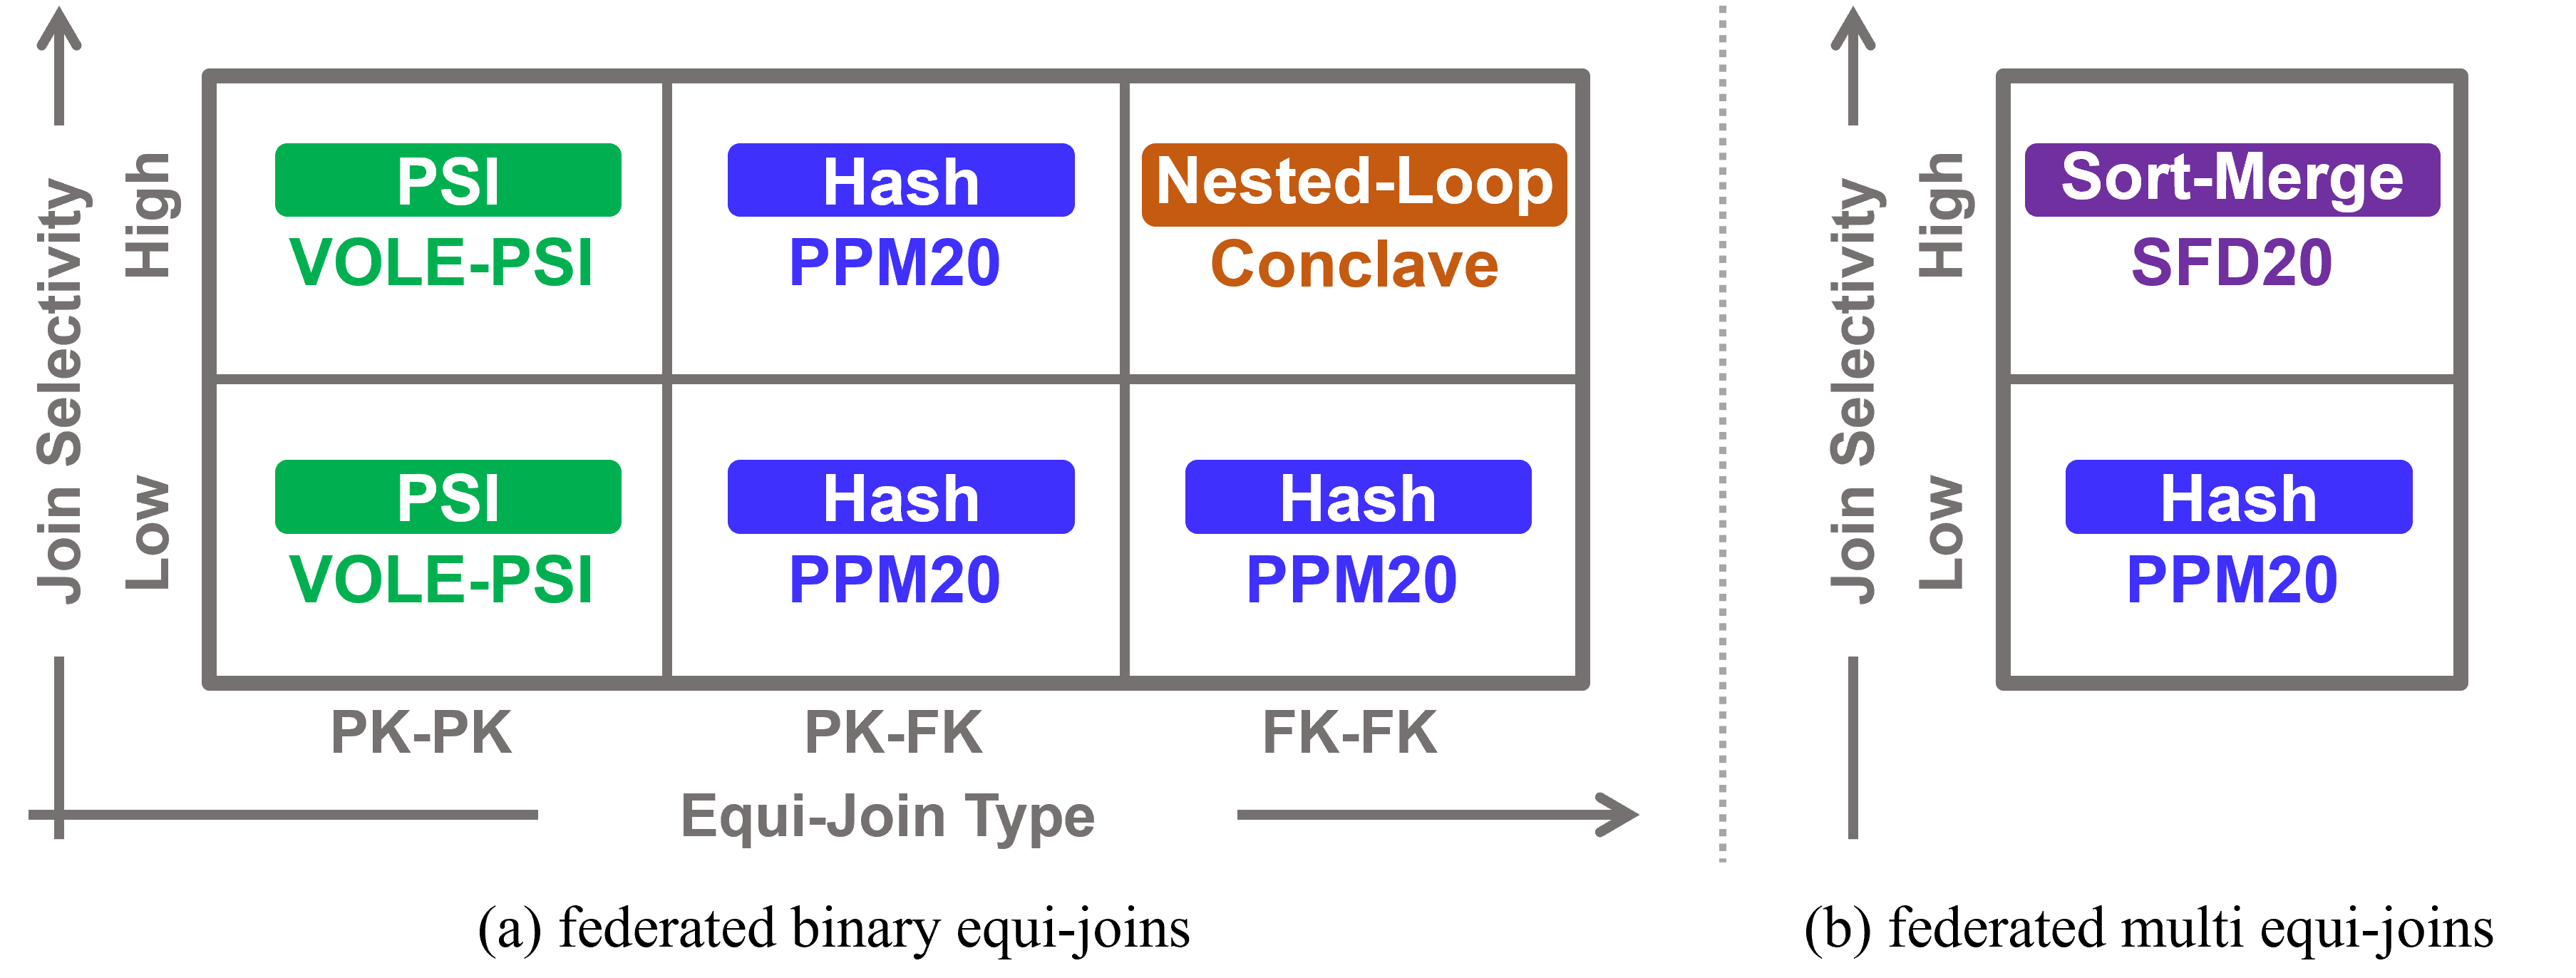 Join Selectivity
High
PSI
VOLE-PSI
Hash
PPM20
Nested-Loop
Conclave
Low
PSI
VOLE-PSI
Hash
PPM20
Hash
PPM20
PK-PK
PK-FK
FK-FK
Equi-Join Type
(a) federated binary equi-joins
Join Selectivity
High
Sort-Merge
SFD20
Low
Hash
PPM20
(b) federated multi equi-joins